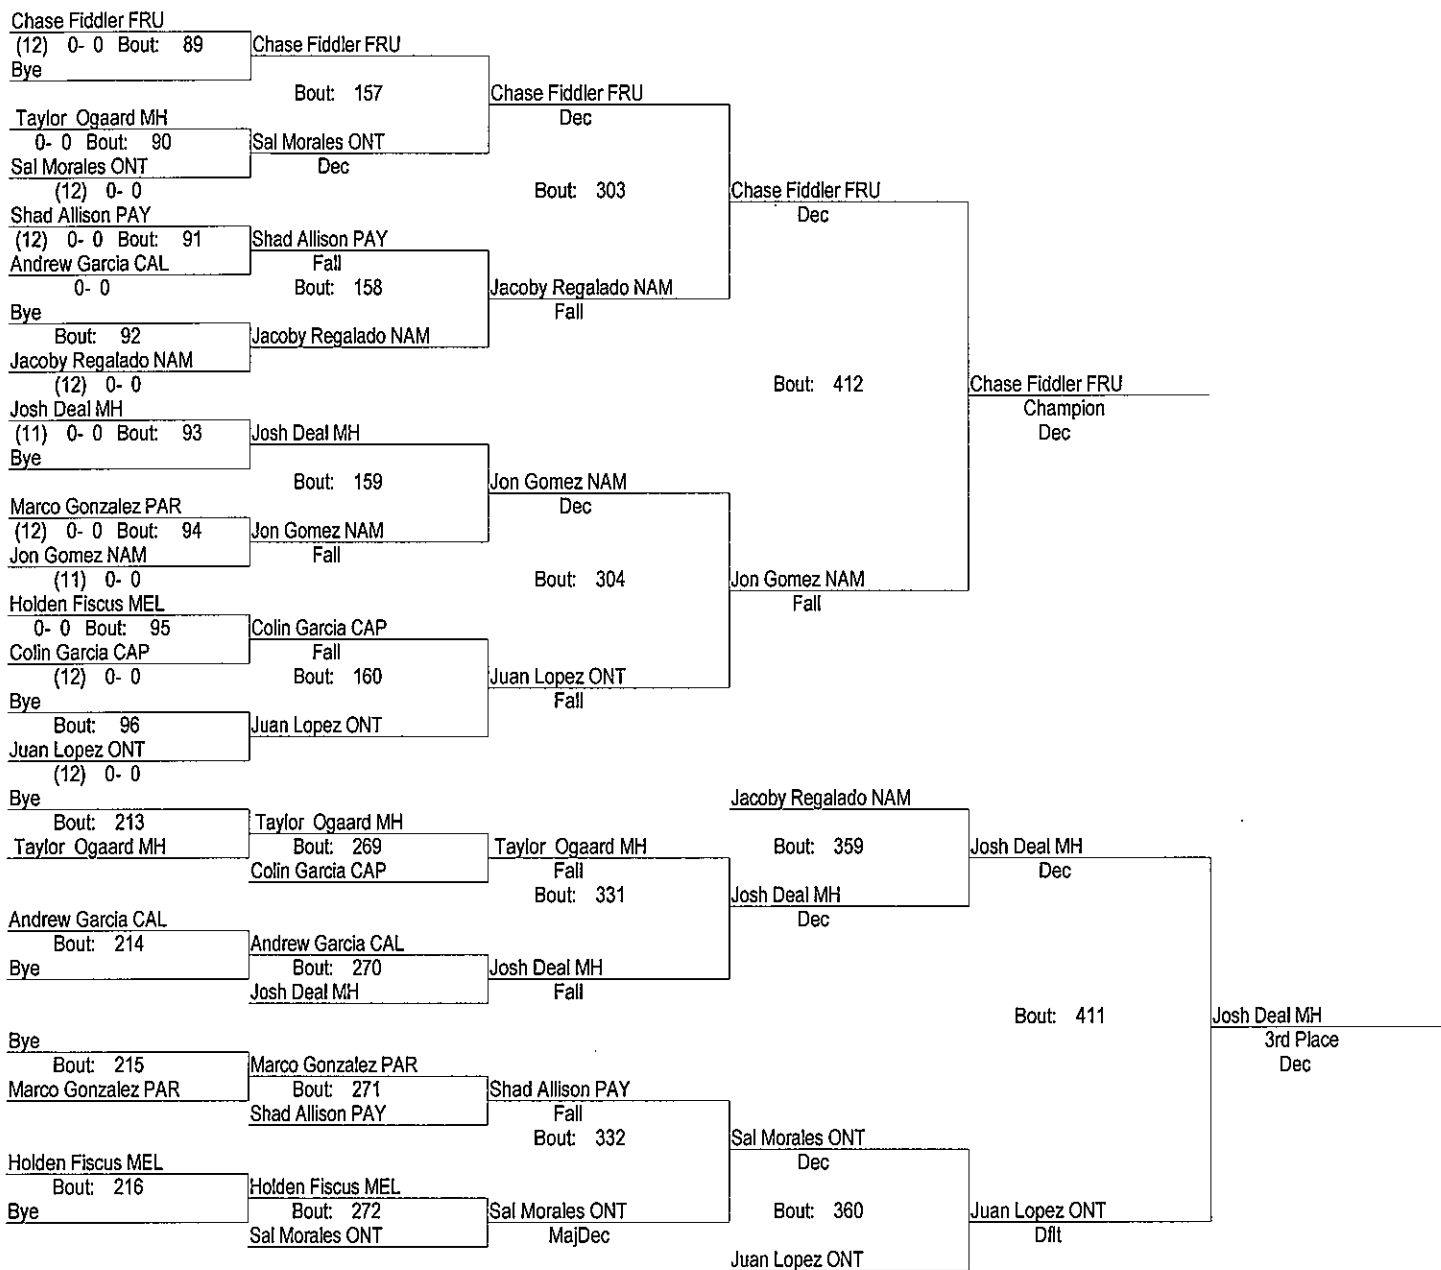 Chase Fiddler FRU
(12) 0- 0 Bout: 89
Bye
Chase Fiddler FRU
Bout: 157
Taylor Ogaard MH
0- 0 Bout: 90
Sal Morales ONT
(12) 0- 0
Sal Morales ONT
Dec
Chase Fiddler FRU
Dec
Bout: 303
Shad Allison PAY
(12) 0- 0 Bout: 91
Andrew Garcia CAL
0- 0
Shad Allison PAY
Fall
Bout: 158
Bye
Bout: 92
Jacoby Regalado NAM
(12) 0- 0
Jacoby Regalado NAM
Jacoby Regalado NAM
Fall
Chase Fiddler FRU
Dec
Bout: 412
Chase Fiddler FRU
Champion
Dec
Josh Deal MH
(11) 0- 0 Bout: 93
Bye
Josh Deal MH
Bout: 159
Marco Gonzalez PAR
(12) 0- 0 Bout: 94
Jon Gomez NAM
(11) 0- 0
Jon Gomez NAM
Fall
Jon Gomez NAM
Dec
Bout: 304
Holden Fiscus MEL
0- 0 Bout: 95
Colin Garcia CAP
(12) 0- 0
Colin Garcia CAP
Fall
Bout: 160
Bye
Bout: 96
Juan Lopez ONT
(12) 0- 0
Juan Lopez ONT
Juan Lopez ONT
Fall
Jon Gomez NAM
Fall
Bye
Bout: 213
Taylor Ogaard MH
Taylor Ogaard MH
Bout: 269
Colin Garcia CAP
Taylor Ogaard MH
Fall
Bout: 331
Andrew Garcia CAL
Bout: 214
Bye
Andrew Garcia CAL
Bout: 270
Josh Deal MH
Josh Deal MH
Fall
Jacoby Regalado NAM
Bout: 359
Josh Deal MH
Dec
Josh Deal MH
Dec
Bout: 411
Josh Deal MH
3rd Place
Dec
Bye
Bout: 215
Marco Gonzalez PAR
Marco Gonzalez PAR
Bout: 271
Shad Allison PAY
Shad Allison PAY
Fall
Bout: 332
Holden Fiscus MEL
Bout: 216
Bye
Holden Fiscus MEL
Bout: 272
Sal Morales ONT
Sal Morales ONT
MajDec
Sal Morales ONT
Dec
Bout: 360
Juan Lopez ONT
Juan Lopez ONT
Dflt